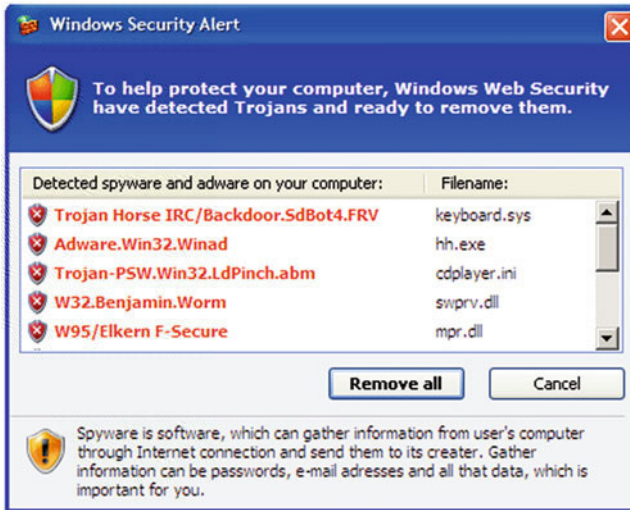 Windows Security Alert
To help protect your computer, Windows Web Security
have detected Trojans and ready to remove them.
Detected spyware and adware on your computer: Filename:
Trojan Horse IRC/Backdoor.SdBot4.FRV keyboard.sys
Adware.Win32.Winad hh.exe
Trojan-PSW.Win32.LdPinch.abm cdplayer.ini
W32.Benjamin.Worm swprv.dll
W95/Elkern F-Secure mpr.dll
Remove all Cancel
Spyware is software, which can gather information from user's computer
through Internet connection and send them to its creater. Gather
information can be passwords, e-mail adresses and all that data, which is
important for you.